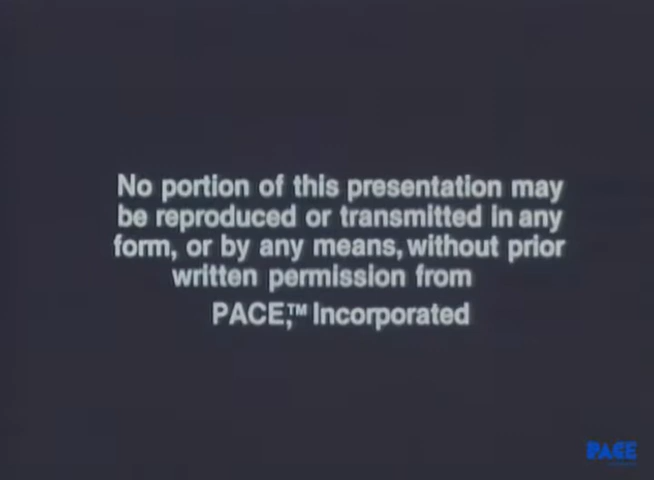 No portion of this presentation may
be reproduced or transmitted in any
form, or by any means, without prior
written permission from
PACE,™ Incorporated
PACE